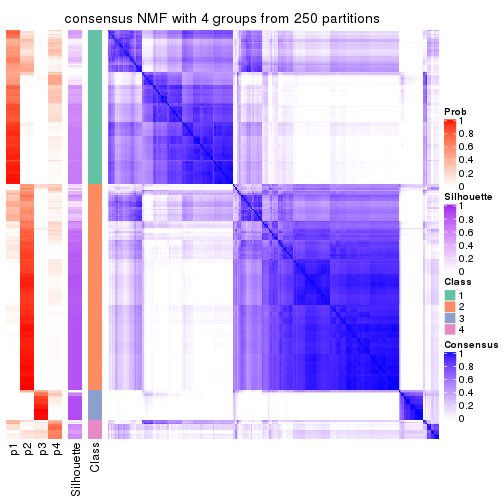 consensus NMF with 4 groups from 250 partitions
Prob
1
0.8
0.6
0.4
0.2
0
Silhouette
1
0.8
0.6
0.4
0.2
0
Class
1
2
3
4
Consensus
1
0.8
0.6
0.4
0.2
0
p1
p2
p3
p4
Silhouette
Class